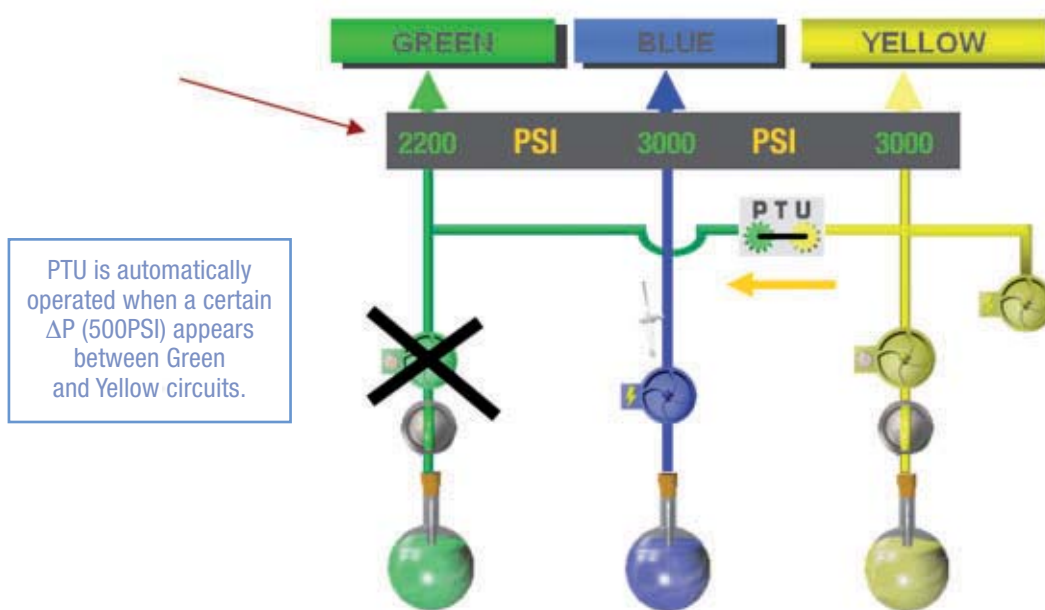 GREEN BLUE YELLOW
2200 PSI 3000 PSI 3000
PTU
PTU is automatically
operated when a certain
ΔP (500PSI) appears
between Green
and Yellow circuits.